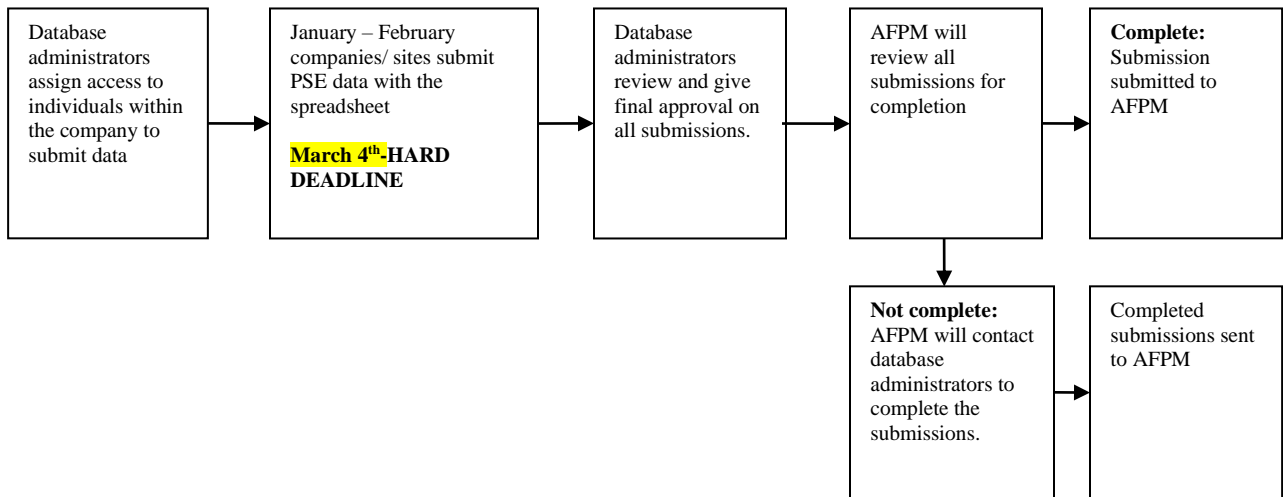 Database
administrators
assign access to
individuals within
the company to
submit data
January – February
companies/ sites submit
PSE data with the
spreadsheet
March 4th-HARD
DEADLINE
Database
administrators
review and give
final approval on
all submissions.
AFPM will
review all
submissions for
completion
Complete:
Submission
submitted to
AFPM
Not complete:
AFPM will contact
database
administrators to
complete the
submissions.
Completed
submissions sent
to AFPM